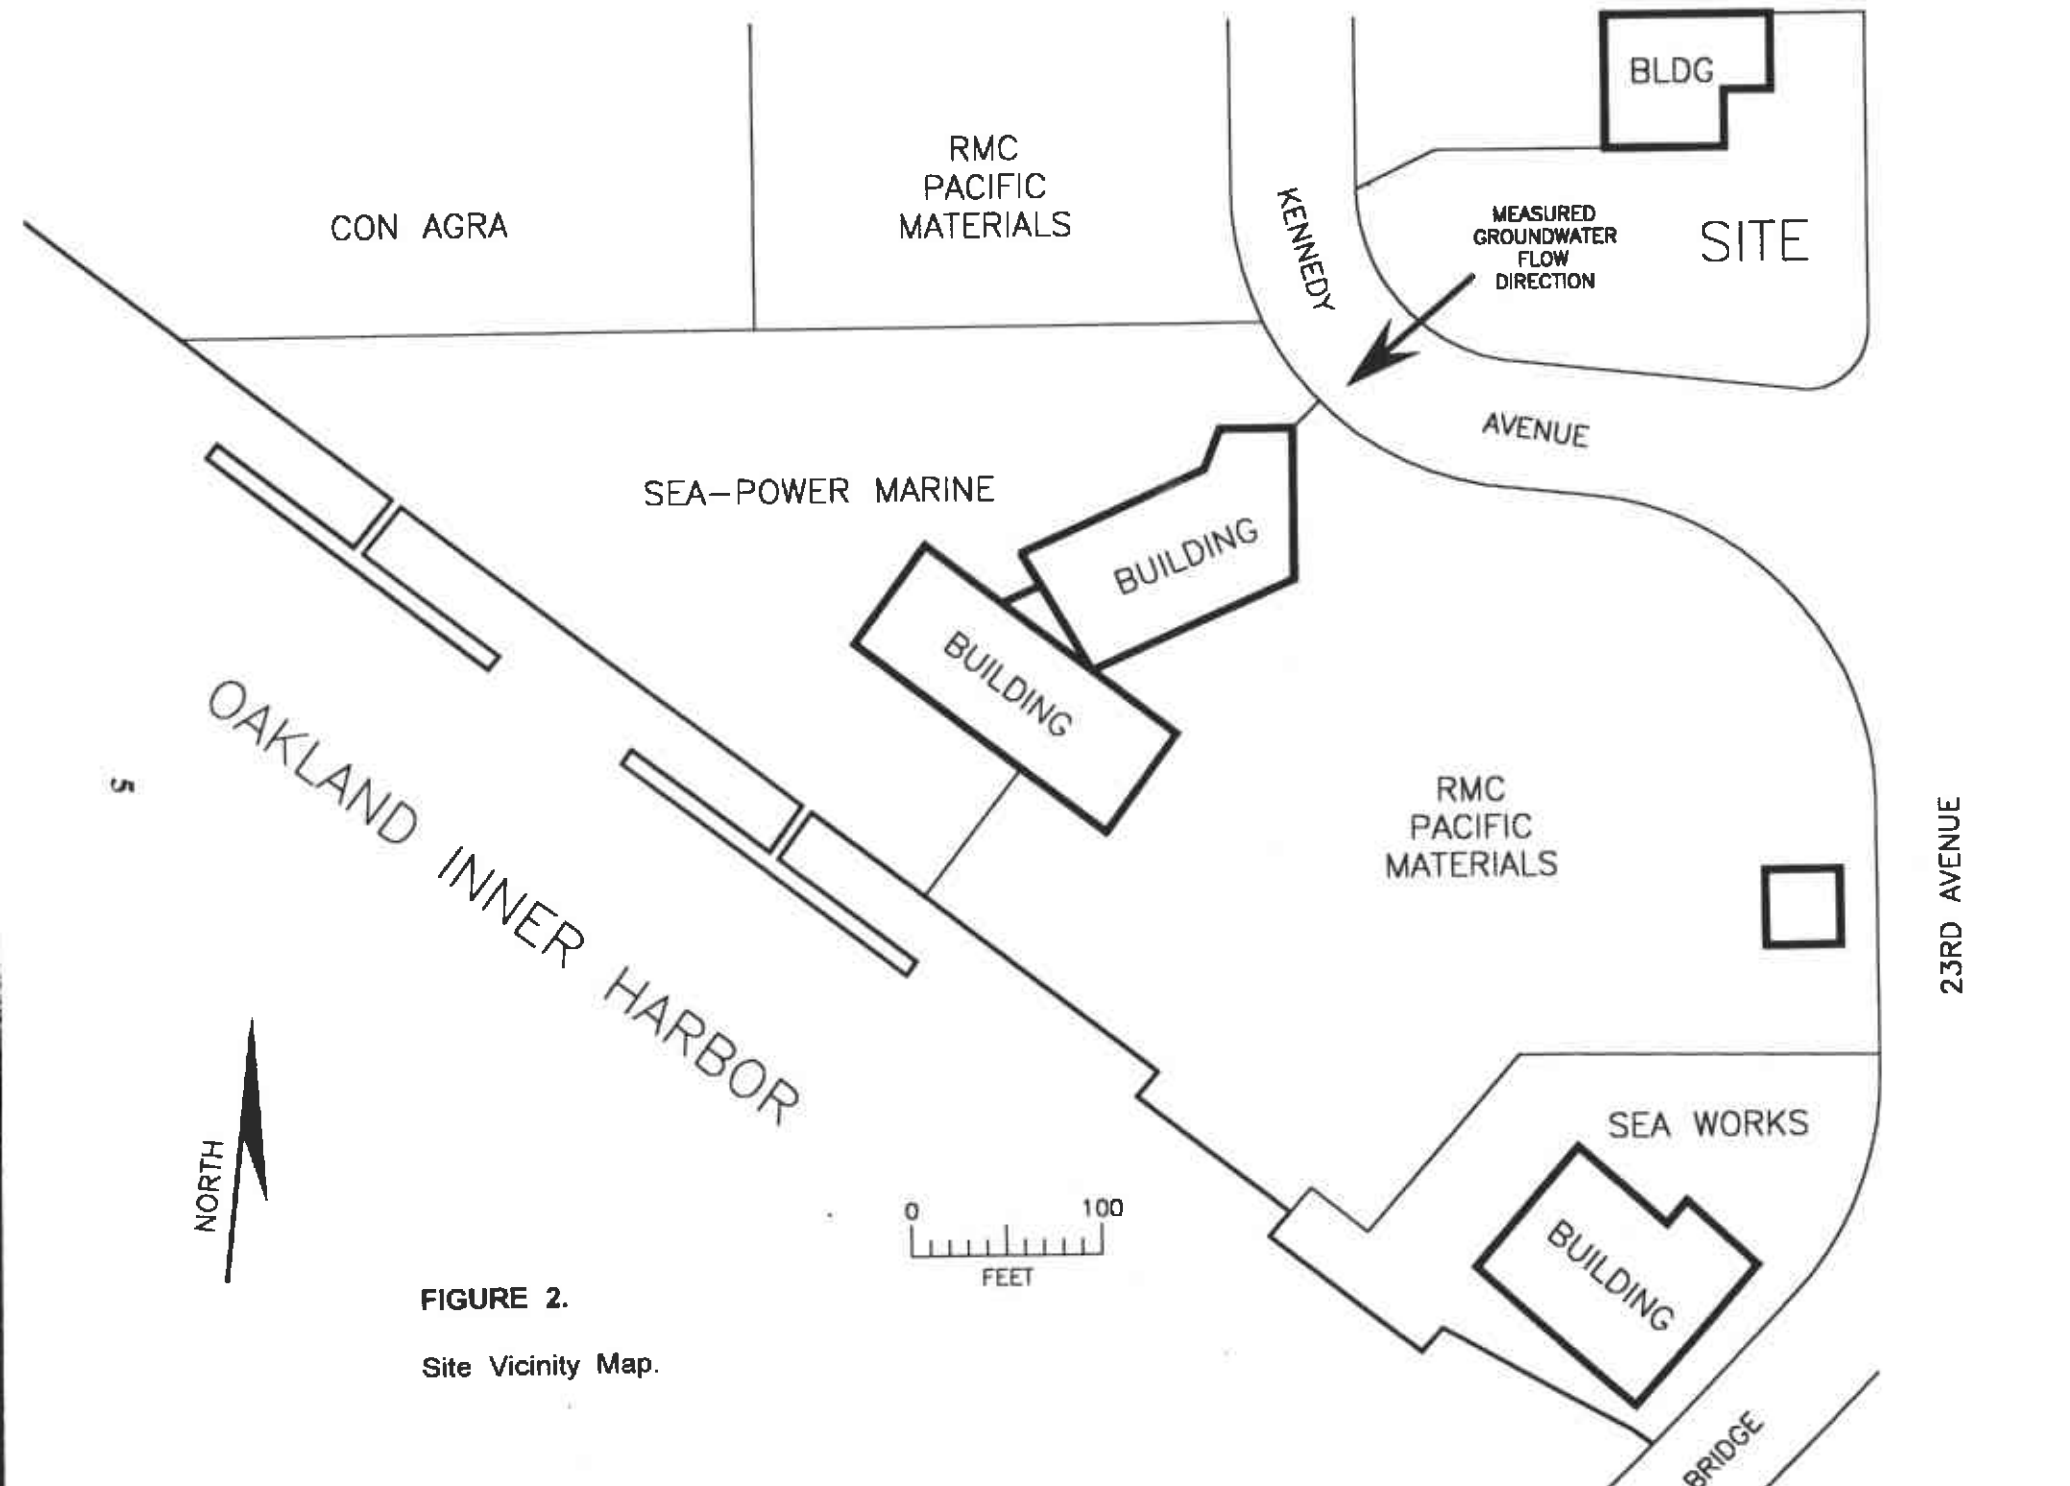 BLDG
RMC
PACIFIC
MATERIALS
CON AGRA
KENNEDY
MEASURED
GROUNDWATER
FLOW
DIRECTION
SITE
AVENUE
SEA-POWER MARINE
BUILDING
BUILDING
OAKLAND INNER HARBOR
5
RMC
PACIFIC
MATERIALS
23RD AVENUE
SEA WORKS
BUILDING
NORTH
0 100
FEET
FIGURE 2.
Site Vicinity Map.
BRIDGE